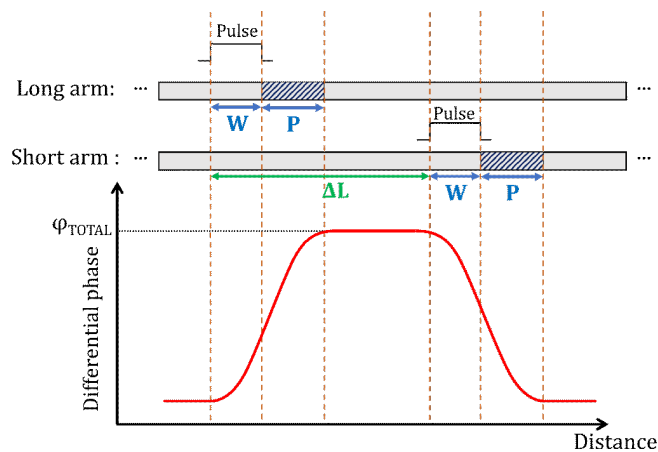 Pulse
Long arm:
... ...
W P
Pulse
Short arm :
... ...
ΔL W P
φTOTAL
Differential phase
Distance